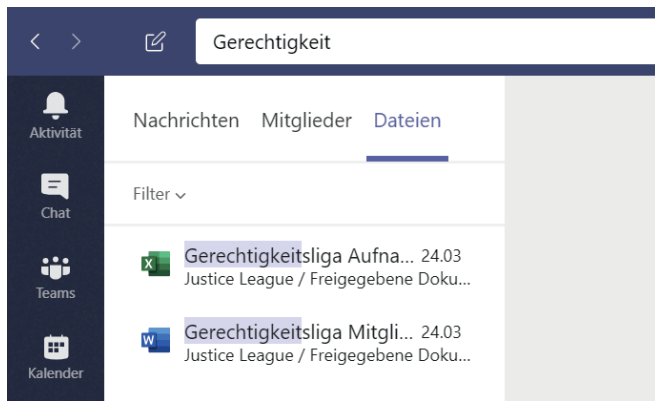 Gerechtigkeit
Aktivität
Chat
Teams
Kalender
Nachrichten Mitglieder Dateien
Filter
Gerechtigkeitsliga Aufna... 24.03
Justice League / Freigegebene Doku...
Gerechtigkeitsliga Mitgli... 24.03
Justice League / Freigegebene Doku...